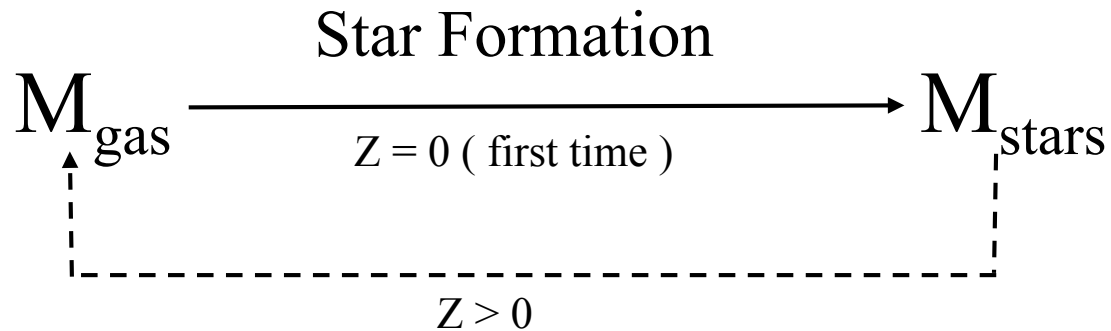 Star Formation
M_gas
M_stars
Z = 0 ( first time )
Z > 0